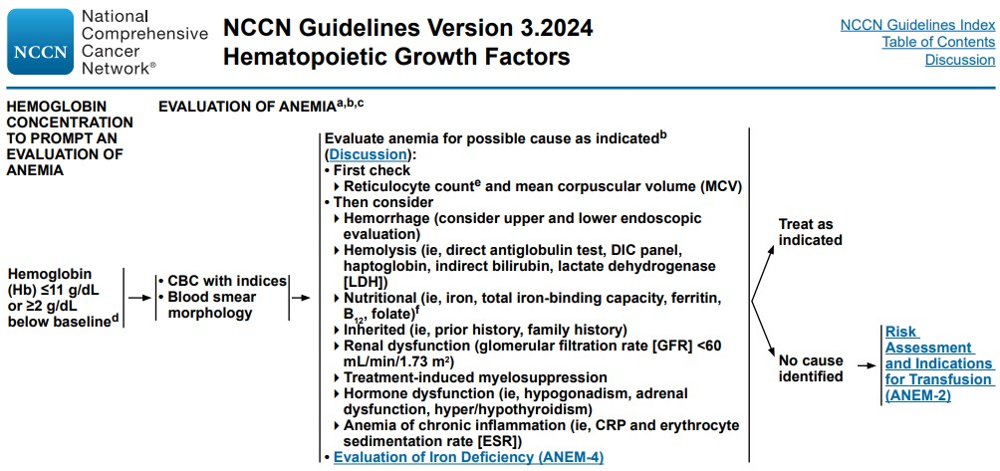 National
Comprehensive
Cancer
Network®
NCCN
NCCN Guidelines Version 3.2024
Hematopoietic Growth Factors
NCCN Guidelines Index
Table of Contents
Discussion
HEMOGLOBIN
CONCENTRATION
TO PROMPT AN
EVALUATION OF
ANEMIA
EVALUATION OF ANEMIAa,b,c
Hemoglobin
(Hb) ≤11 g/dL
or ≥2 g/dL
below baselined
• CBC with indices
• Blood smear
morphology
Evaluate anemia for possible cause as indicatedb
(Discussion):
• First check
Reticulocyte counte and mean corpuscular volume (MCV)
• Then consider
Hemorrhage (consider upper and lower endoscopic
evaluation)
Hemolysis (ie, direct antiglobulin test, DIC panel,
haptoglobin, indirect bilirubin, lactate dehydrogenase
[LDH])
Nutritional (ie, iron, total iron-binding capacity, ferritin,
B12, folate)f
Inherited (ie, prior history, family history)
Renal dysfunction (glomerular filtration rate [GFR] <60
mL/min/1.73 m²)
Treatment-induced myelosuppression
Hormone dysfunction (ie, hypogonadism, adrenal
dysfunction, hyper/hypothyroidism)
Anemia of chronic inflammation (ie, CRP and erythrocyte
sedimentation rate [ESR])
• Evaluation of Iron Deficiency (ANEM-4)
Treat as
indicated
No cause
identified
Risk
Assessment
and Indications
for Transfusion
(ANEM-2)